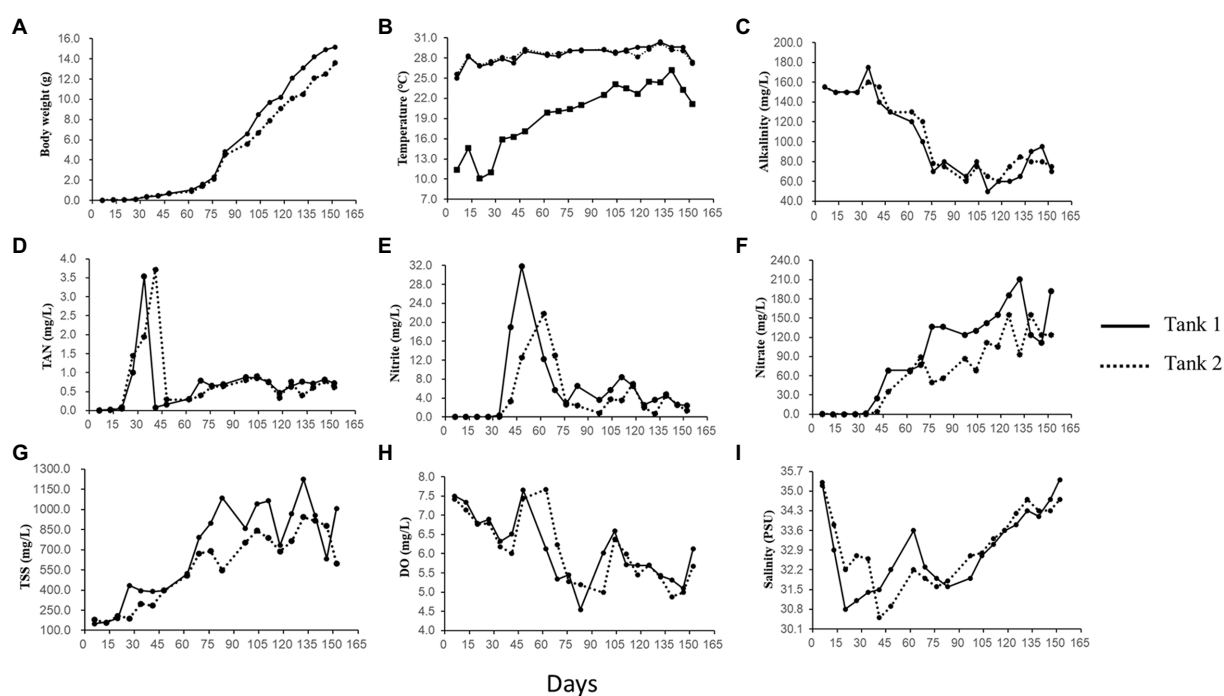 A
Body weight (g)
16.0
14.0
12.0
10.0
8.0
6.0
4.0
2.0
0.0
0 15 30 45 60 75 90 105 120 135 150 165
B
Temperature (°C)
31.0
28.0
25.0
22.0
19.0
16.0
13.0
10.0
7.0
0 15 30 45 60 75 90 105 120 135 150 165
C
Alkalinity (mg/L)
200.0
180.0
160.0
140.0
120.0
100.0
80.0
60.0
40.0
0 15 30 45 60 75 90 105 120 135 150 165
D
TAN (mg/L)
4.0
3.5
3.0
2.5
2.0
1.5
1.0
0.5
0.0
0 15 30 45 60 75 90 105 120 135 150 165
E
Nitrite (mg/L)
32.0
28.0
24.0
20.0
16.0
12.0
8.0
4.0
0.0
0 15 30 45 60 75 90 105 120 135 150 165
F
Nitrate (mg/L)
240.0
210.0
180.0
150.0
120.0
90.0
60.0
30.0
0.0
0 15 30 45 60 75 90 105 120 135 150 165
Tank 1
Tank 2
G
TSS (mg/L)
1300.0
1150.0
1000.0
850.0
700.0
550.0
400.0
250.0
100.0
0 15 30 45 60 75 90 105 120 135 150 165
H
DO (mg/L)
8.0
7.5
7.0
6.5
6.0
5.5
5.0
4.5
4.0
0 15 30 45 60 75 90 105 120 135 150 165
I
Salinity (PSU)
35.7
35.0
34.3
33.6
32.9
32.2
31.5
30.8
30.1
0 15 30 45 60 75 90 105 120 135 150 165
Days